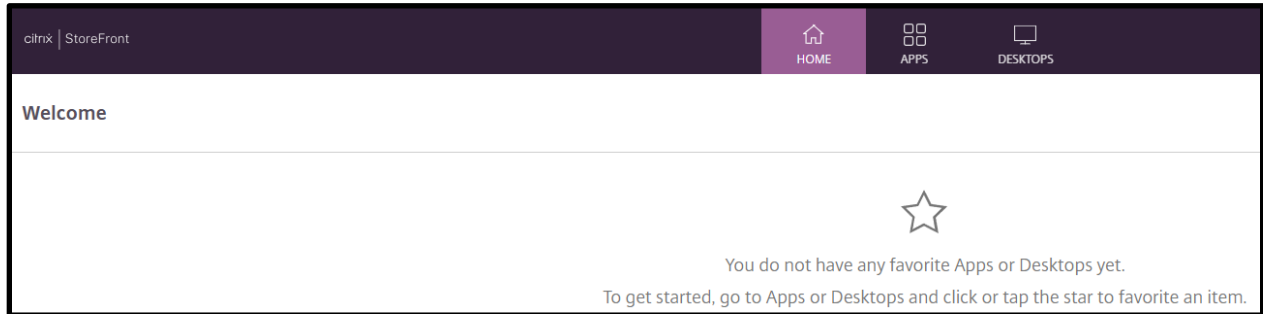 citrix | StoreFront
HOME
APPS
DESKTOPS
Welcome
You do not have any favorite Apps or Desktops yet.
To get started, go to Apps or Desktops and click or tap the star to favorite an item.